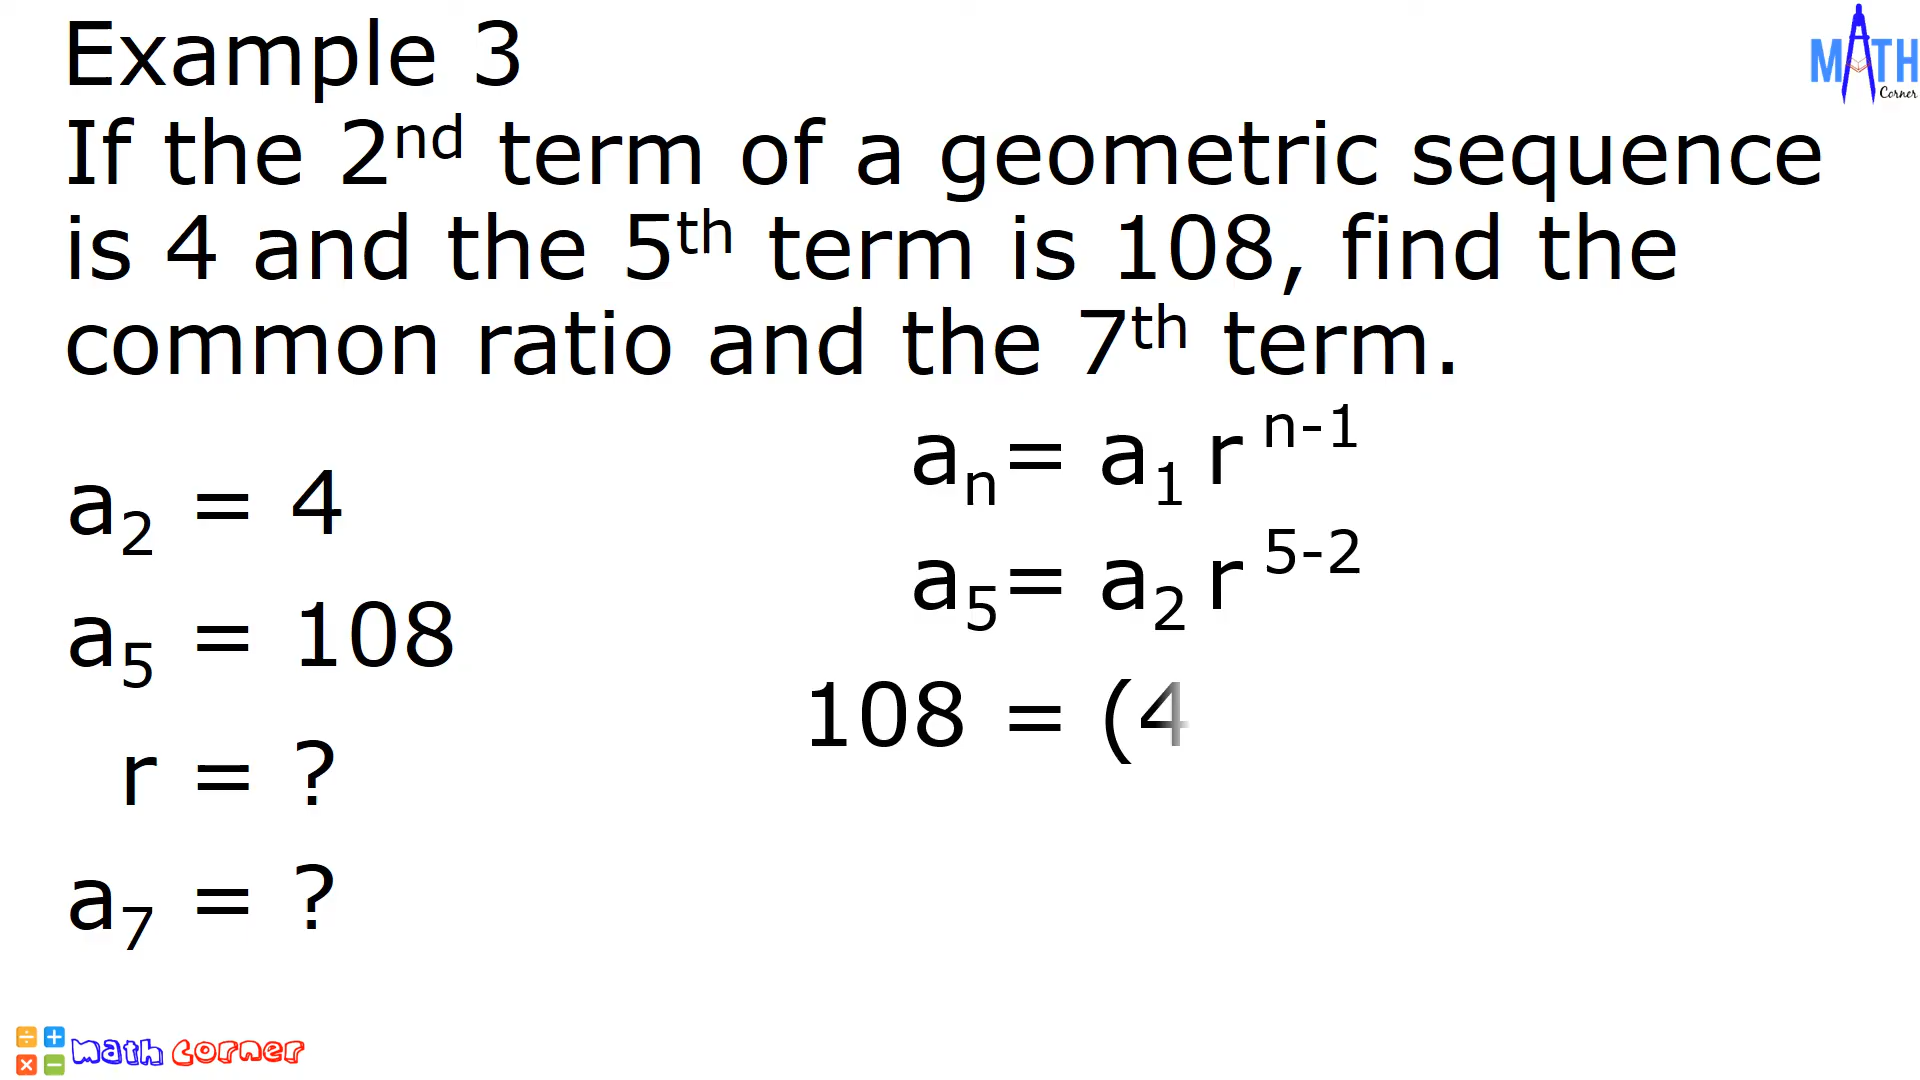 Example 3
MATH
Corner
If the 2nd term of a geometric sequence
is 4 and the 5th term is 108, find the
common ratio and the 7th term.
a₂ = 4
a₅ = 108
r = ?
a₇ = ?
aₙ= a₁ r ⁿ⁻¹
a₅= a₂ r ⁵⁻²
108 = (4
÷ +
× −
math corner